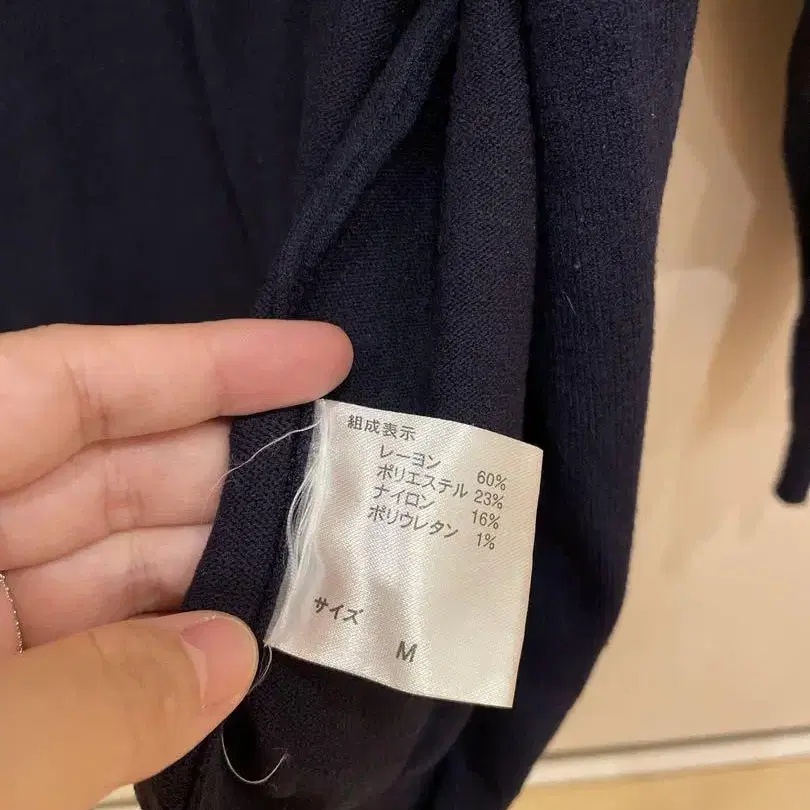 組成表示
レーヨン 60%
ポリエステル 23%
ナイロン 16%
ポリウレタン 1%
サイズ
M